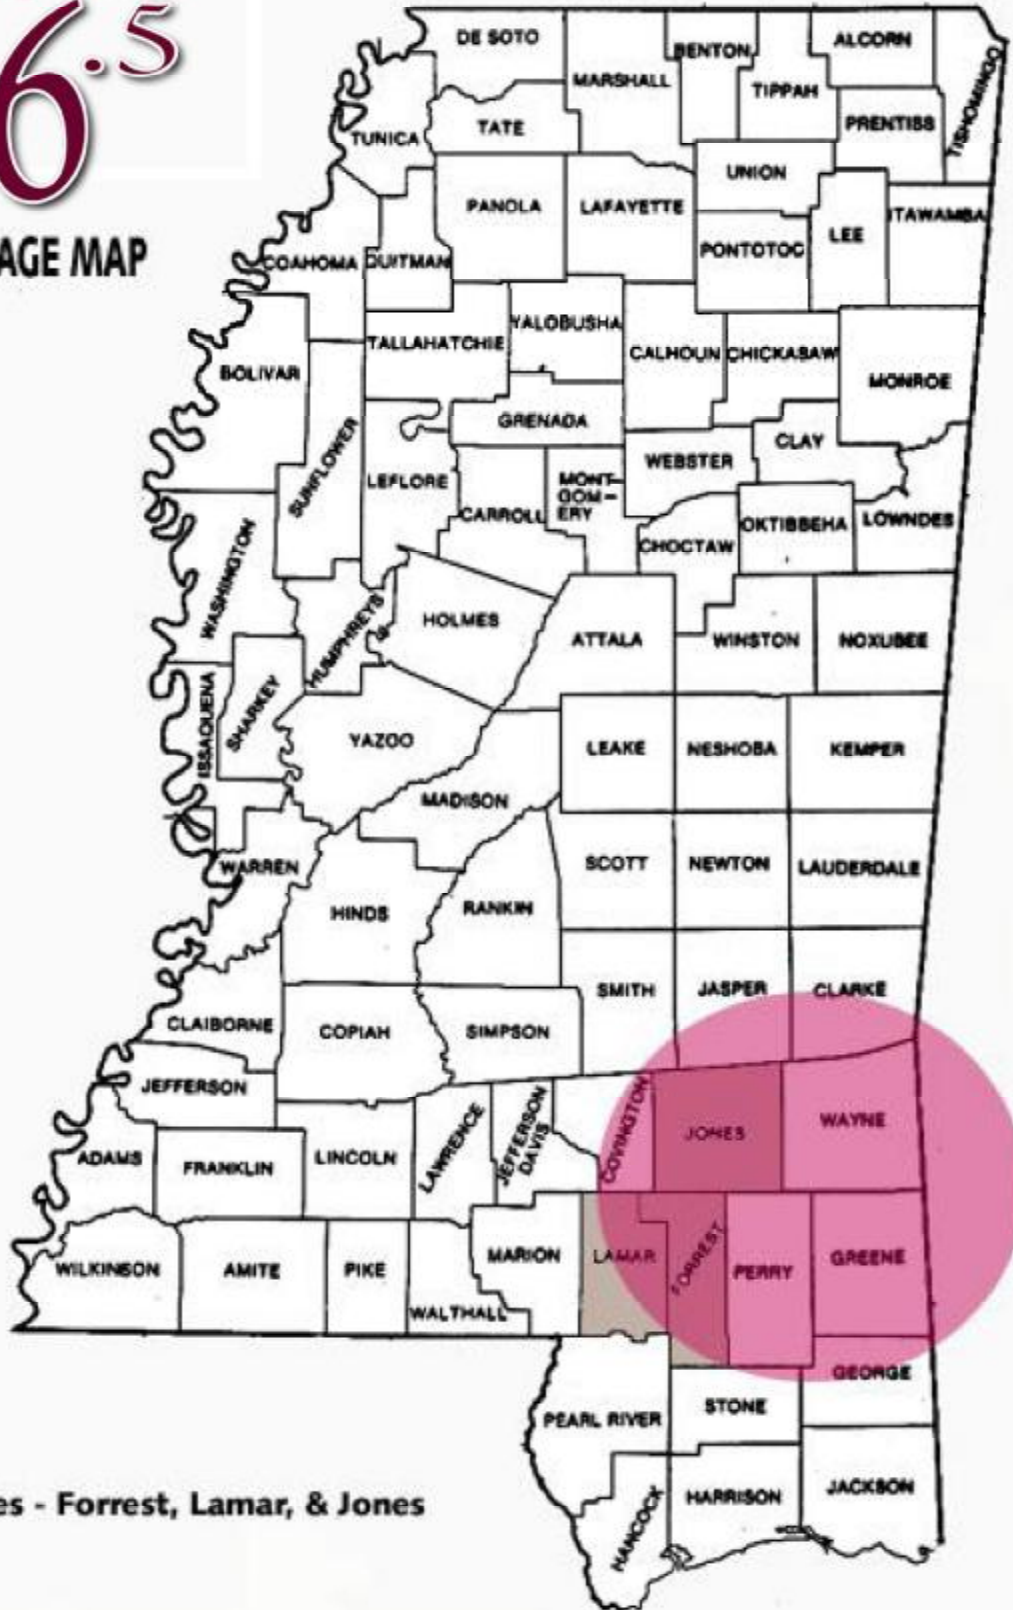 6.5
AGE MAP
DE SOTO
BENTON
ALCORN
MARSHALL
TIPPAH
TISHOMINGO
TUNICA
TATE
PRENTISS
UNION
PANOLA
LAFAYETTE
ITAWAMBA
LEE
PONTOTOC
COAHOMA
QUITMAN
YALOBUSHA
TALLAHATCHIE
CALHOUN
CHICKASAW
BOLIVAR
MONROE
GRENADA
CLAY
SUNFLOWER
WEBSTER
LEFLORE
MONT-
GOM-
ERY
CARROLL
OKTIBBEHA
LOWNDES
CHOCTAW
WASHINGTON
HOLMES
HUMPHREYS
ATTALA
WINSTON
NOXUBEE
ISSAQUENA
SHARKEY
YAZOO
LEAKE
NESHOBA
KEMPER
MADISON
WARREN
SCOTT
NEWTON
LAUDERDALE
HINDS
RANKIN
SMITH
JASPER
CLARKE
CLAIBORNE
COPIAH
SIMPSON
JEFFERSON
LAWRENCE
JEFFERSON
DAVIS
COVINGTON
JONES
WAYNE
ADAMS
FRANKLIN
LINCOLN
WILKINSON
AMITE
PIKE
WALTHALL
MARION
LAMAR
FORREST
PERRY
GREENE
GEORGE
PEARL RIVER
STONE
HANCOCK
HARRISON
JACKSON
es - Forrest, Lamar, & Jones